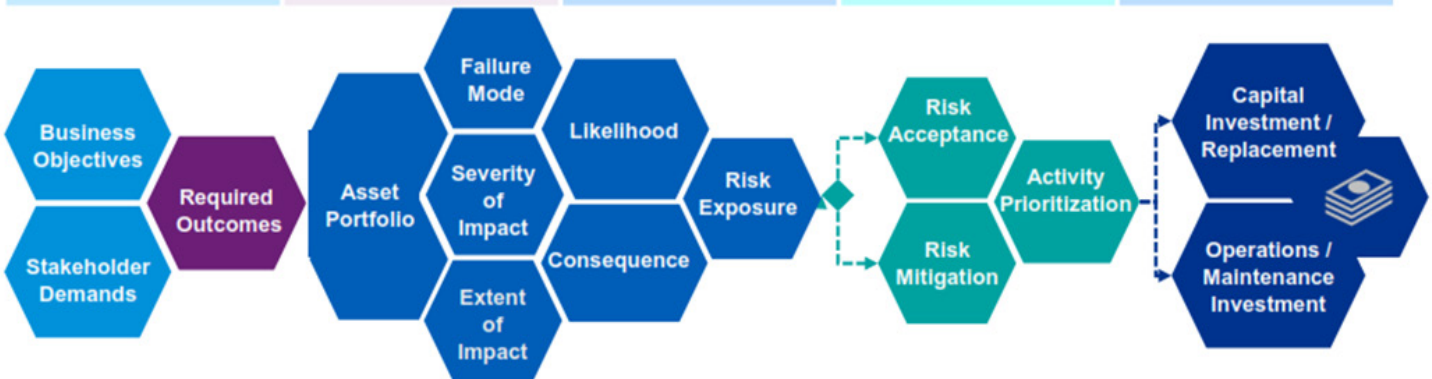 Business
Objectives
Stakeholder
Demands
Required
Outcomes
Asset
Portfolio
Failure
Mode
Severity
of
Impact
Extent
of
Impact
Likelihood
Consequence
Risk
Exposure
Risk
Acceptance
Risk
Mitigation
Activity
Prioritization
Capital
Investment /
Replacement
Operations /
Maintenance
Investment